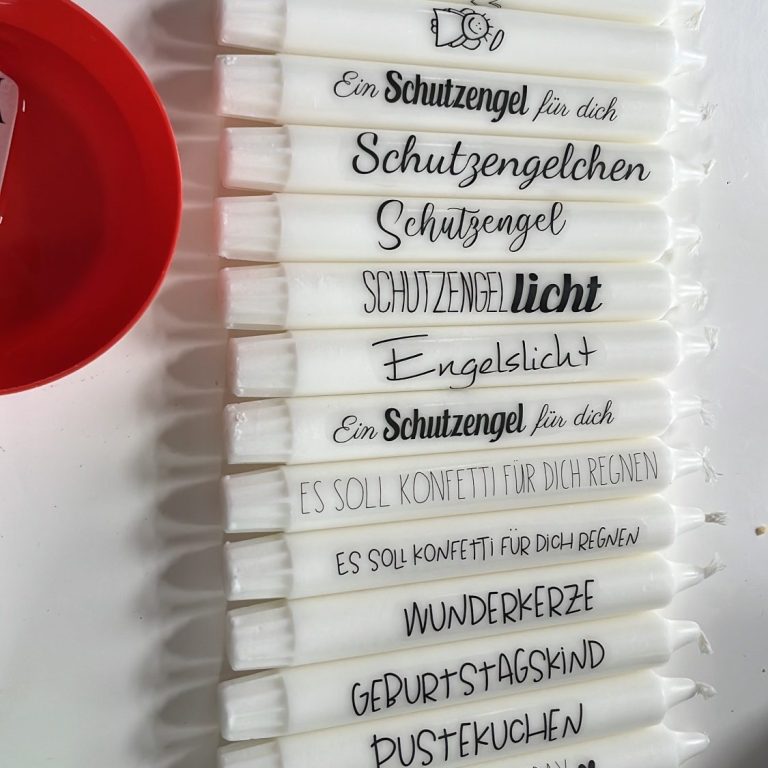 Ein Schutzengel für dich
Schutzengelchen
Schutzengel
SCHUTZENGELlicht
Engelslicht
Ein Schutzengel für dich
ES SOLL KONFETTI FÜR DICH REGNEN
ES SOLL KONFETTI FÜR DICH REGNEN
WUNDERKERZE
GEBURTSTAGSKIND
PUSTEKUCHEN